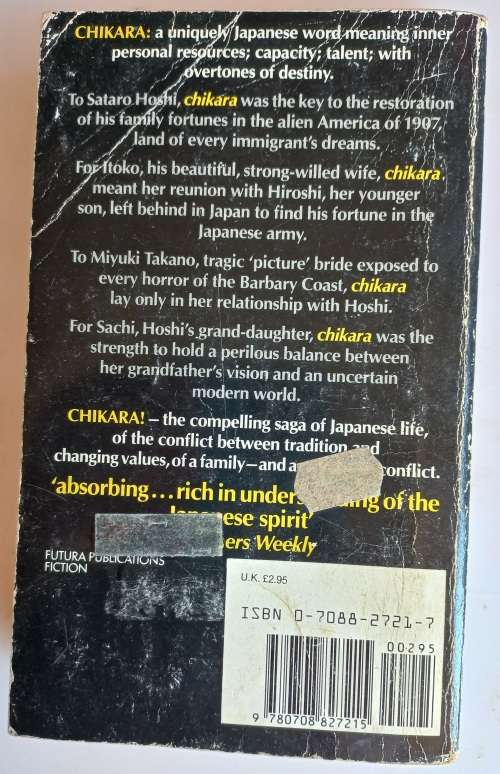 CHIKARA: a uniquely Japanese word meaning inner
personal resources; capacity; talent; with
overtones of destiny.
To Sataro Hoshi, chikara was the key to the restoration
of his family fortunes in the alien America of 1907,
land of every immigrant's dreams.
For Itoko, his beautiful, strong-willed wife, chikara
meant her reunion with Hiroshi, her younger
son, left behind in Japan to find his fortune in the
Japanese army.
To Miyuki Takano, tragic 'picture' bride exposed to
every horror of the Barbary Coast, chikara
lay only in her relationship with Hoshi.
For Sachi, Hoshi's grand-daughter, chikara was the
strength to hold a perilous balance between
her grandfather's vision and an uncertain
modern world.
CHIKARA! – the compelling saga of Japanese life,
of the conflict between tradition and
changing values, of a family–and a conflict.
'absorbing... rich in of the
Japanese spirit'
Weekly
FUTURA PUBLICATIONS
FICTION
U.K. £2.95
ISBN 0-7088-2721-7
00295
9 780708 827215